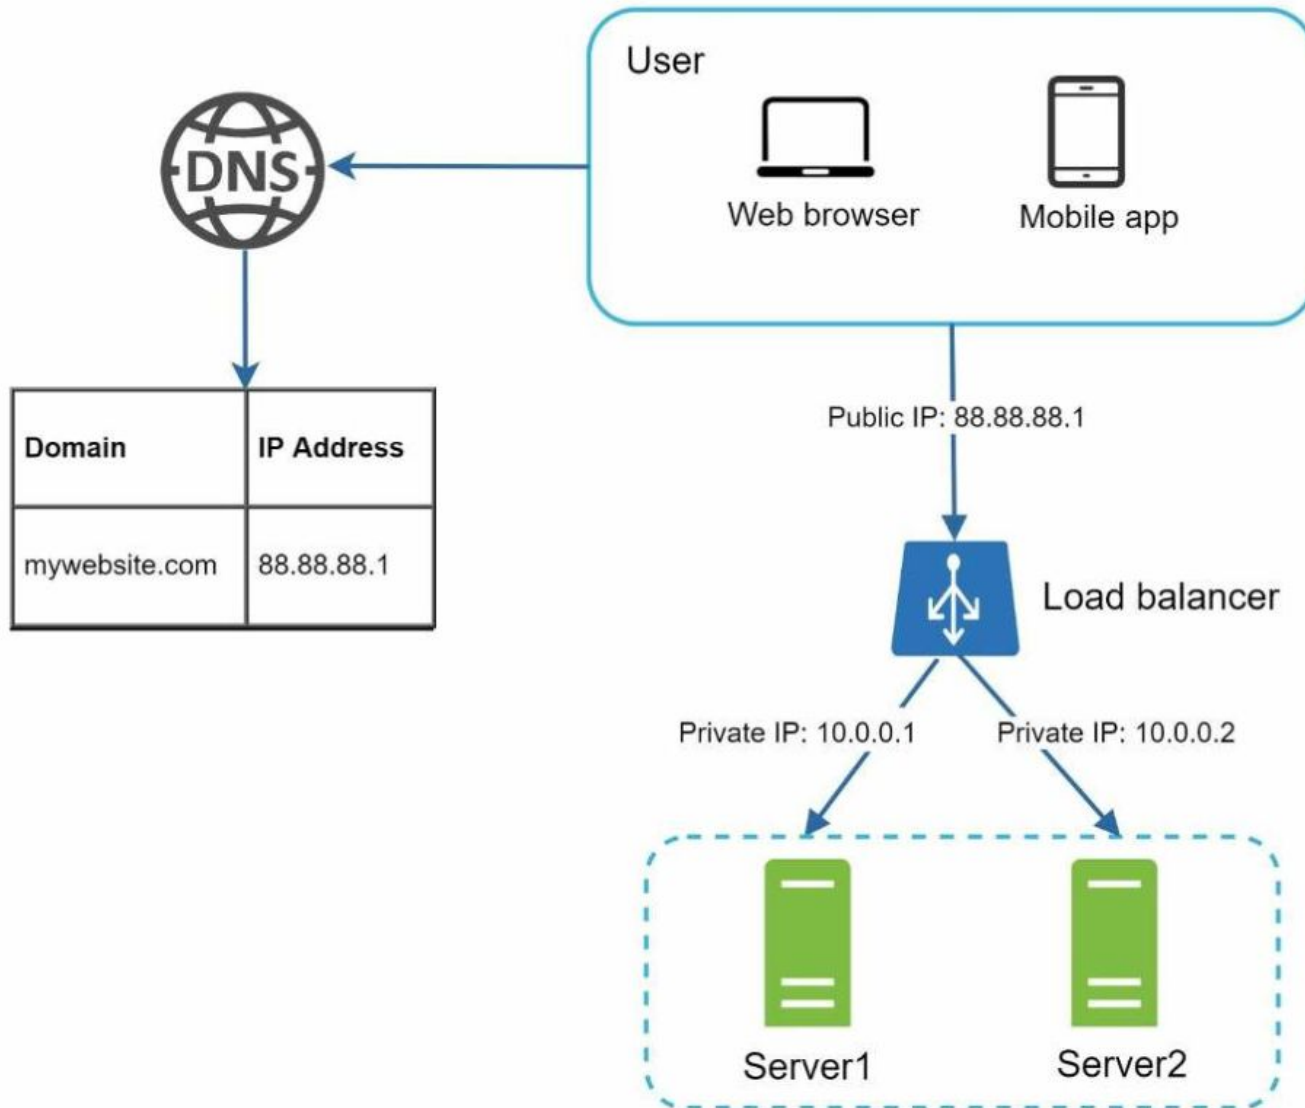 User
DNS
Web browser
Mobile app
Domain
IP Address
mywebsite.com
88.88.88.1
Public IP: 88.88.88.1
Load balancer
Private IP: 10.0.0.1
Private IP: 10.0.0.2
Server1
Server2